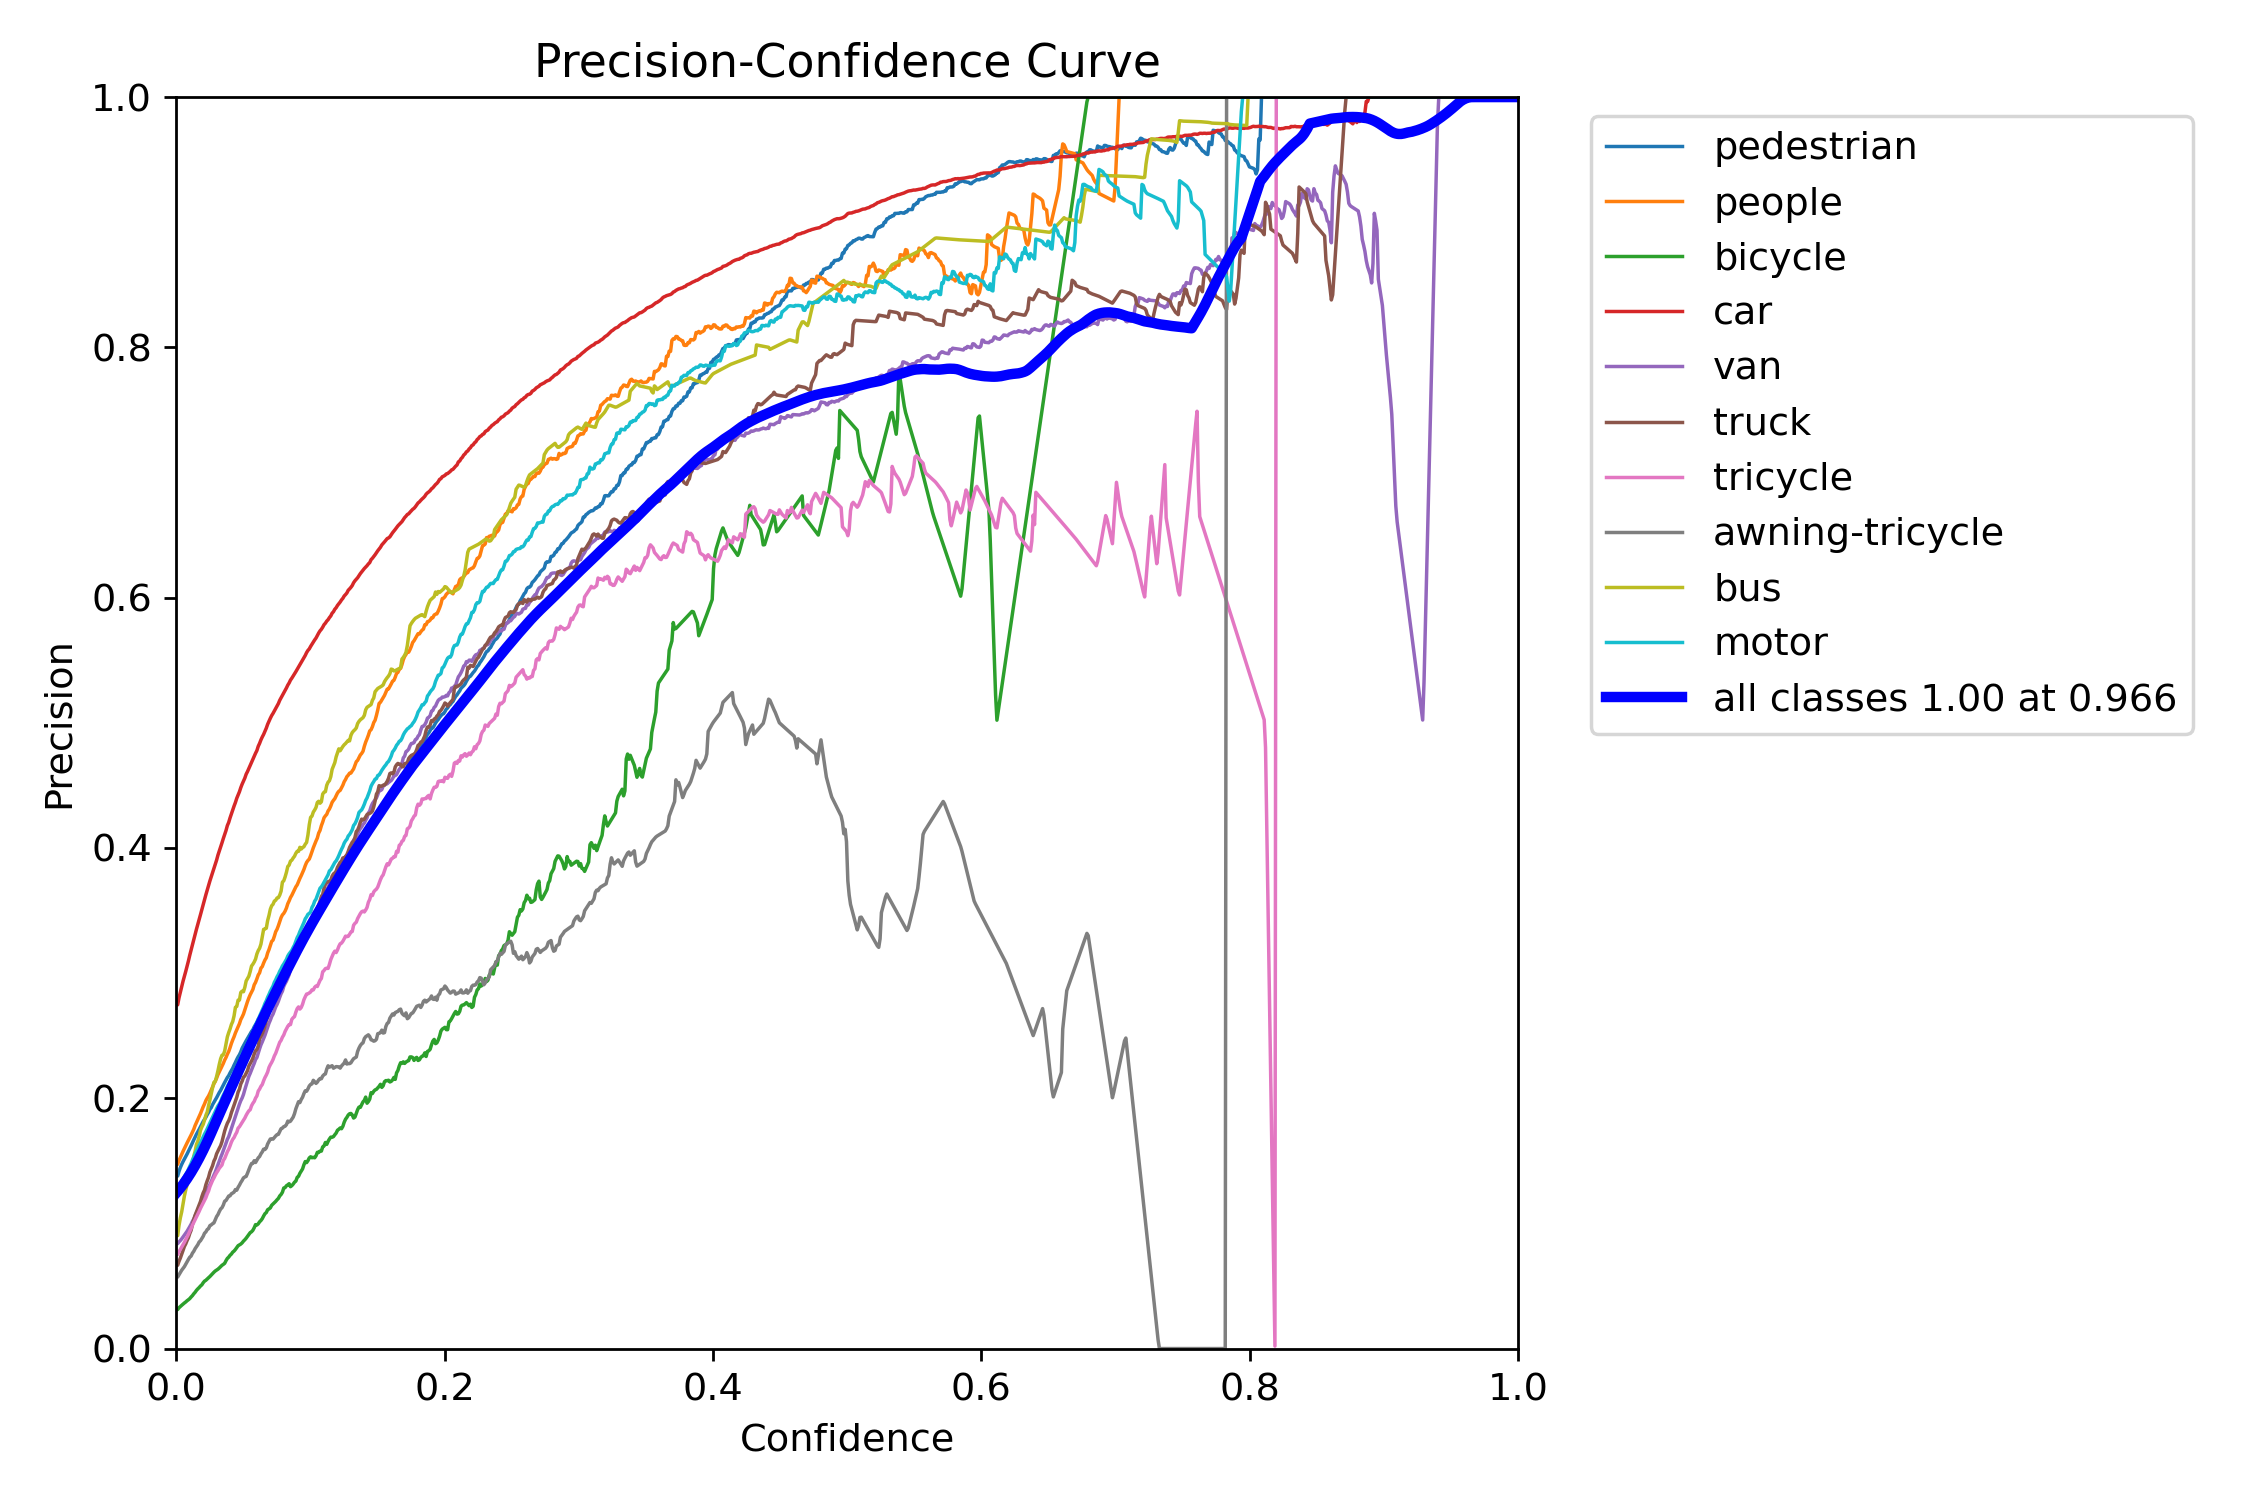 Precision-Confidence Curve
1.0
0.8
0.6
0.4
0.2
0.0
Precision
0.0 0.2 0.4 0.6 0.8 1.0
Confidence
pedestrian
people
bicycle
car
van
truck
tricycle
awning-tricycle
bus
motor
all classes 1.00 at 0.966